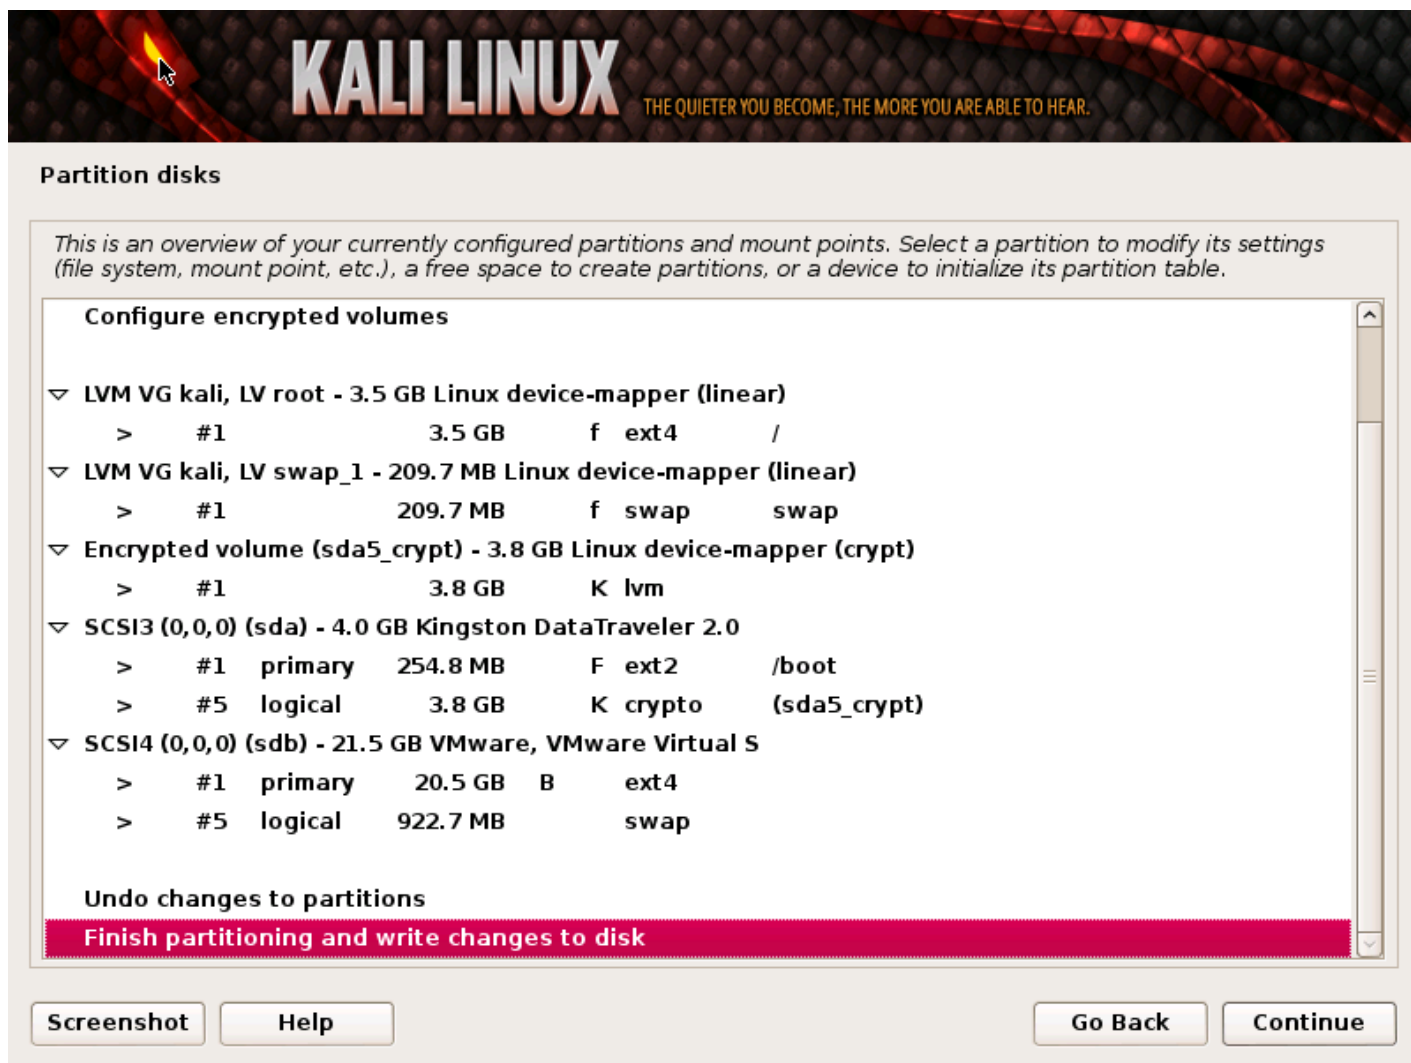 KALI LINUX
THE QUIETER YOU BECOME, THE MORE YOU ARE ABLE TO HEAR.
Partition disks
This is an overview of your currently configured partitions and mount points. Select a partition to modify its settings
(file system, mount point, etc.), a free space to create partitions, or a device to initialize its partition table.
Configure encrypted volumes
LVM VG kali, LV root - 3.5 GB Linux device-mapper (linear)
> #1 3.5 GB f ext4 /
LVM VG kali, LV swap_1 - 209.7 MB Linux device-mapper (linear)
> #1 209.7 MB f swap swap
Encrypted volume (sda5_crypt) - 3.8 GB Linux device-mapper (crypt)
> #1 3.8 GB K lvm
SCSI3 (0,0,0) (sda) - 4.0 GB Kingston DataTraveler 2.0
> #1 primary 254.8 MB F ext2 /boot
> #5 logical 3.8 GB K crypto (sda5_crypt)
SCSI4 (0,0,0) (sdb) - 21.5 GB VMware, VMware Virtual S
> #1 primary 20.5 GB B ext4
> #5 logical 922.7 MB swap
Undo changes to partitions
Finish partitioning and write changes to disk
Screenshot Help Go Back Continue